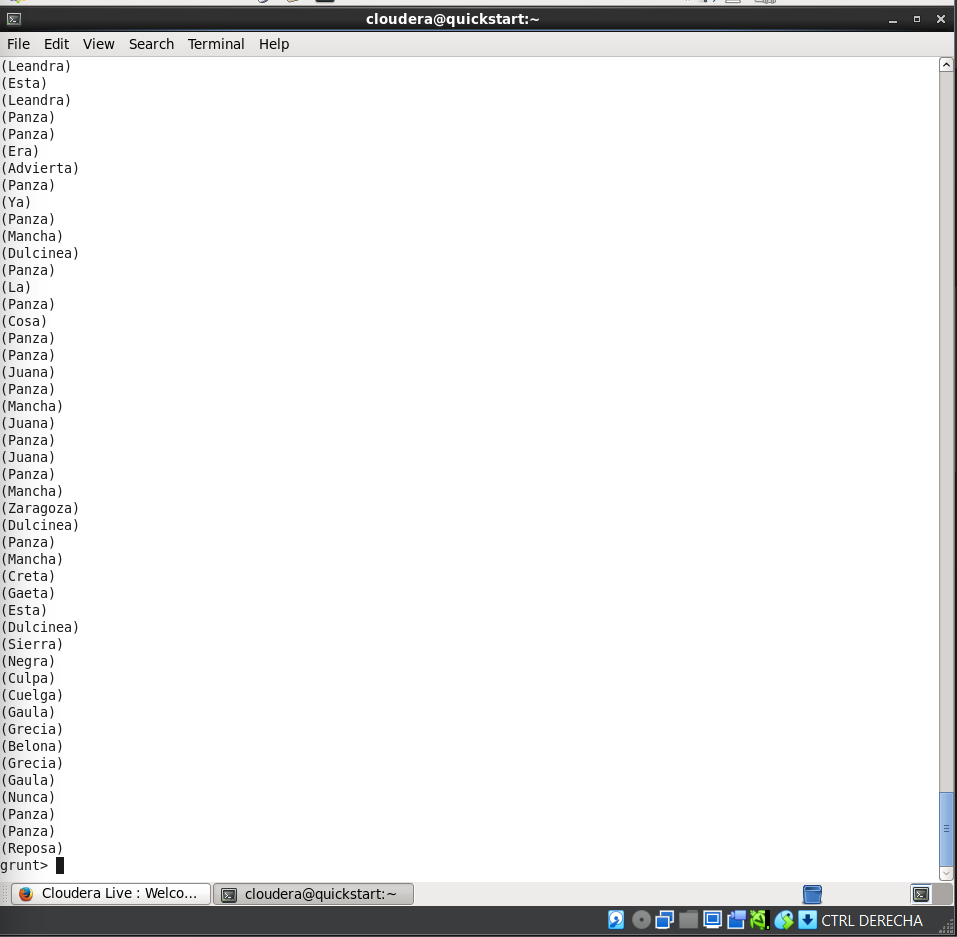 cloudera@quickstart:~
File Edit View Search Terminal Help
(Leandra)
(Esta)
(Leandra)
(Panza)
(Panza)
(Era)
(Advierta)
(Panza)
(Ya)
(Panza)
(Mancha)
(Dulcinea)
(Panza)
(La)
(Panza)
(Cosa)
(Panza)
(Panza)
(Juana)
(Panza)
(Mancha)
(Juana)
(Panza)
(Juana)
(Panza)
(Mancha)
(Zaragoza)
(Dulcinea)
(Panza)
(Mancha)
(Creta)
(Gaeta)
(Esta)
(Dulcinea)
(Sierra)
(Negra)
(Culpa)
(Cuelga)
(Gaula)
(Grecia)
(Belona)
(Grecia)
(Gaula)
(Nunca)
(Panza)
(Panza)
(Reposa)
grunt>
Cloudera Live : Welco... cloudera@quickstart:~
CTRL DERECHA